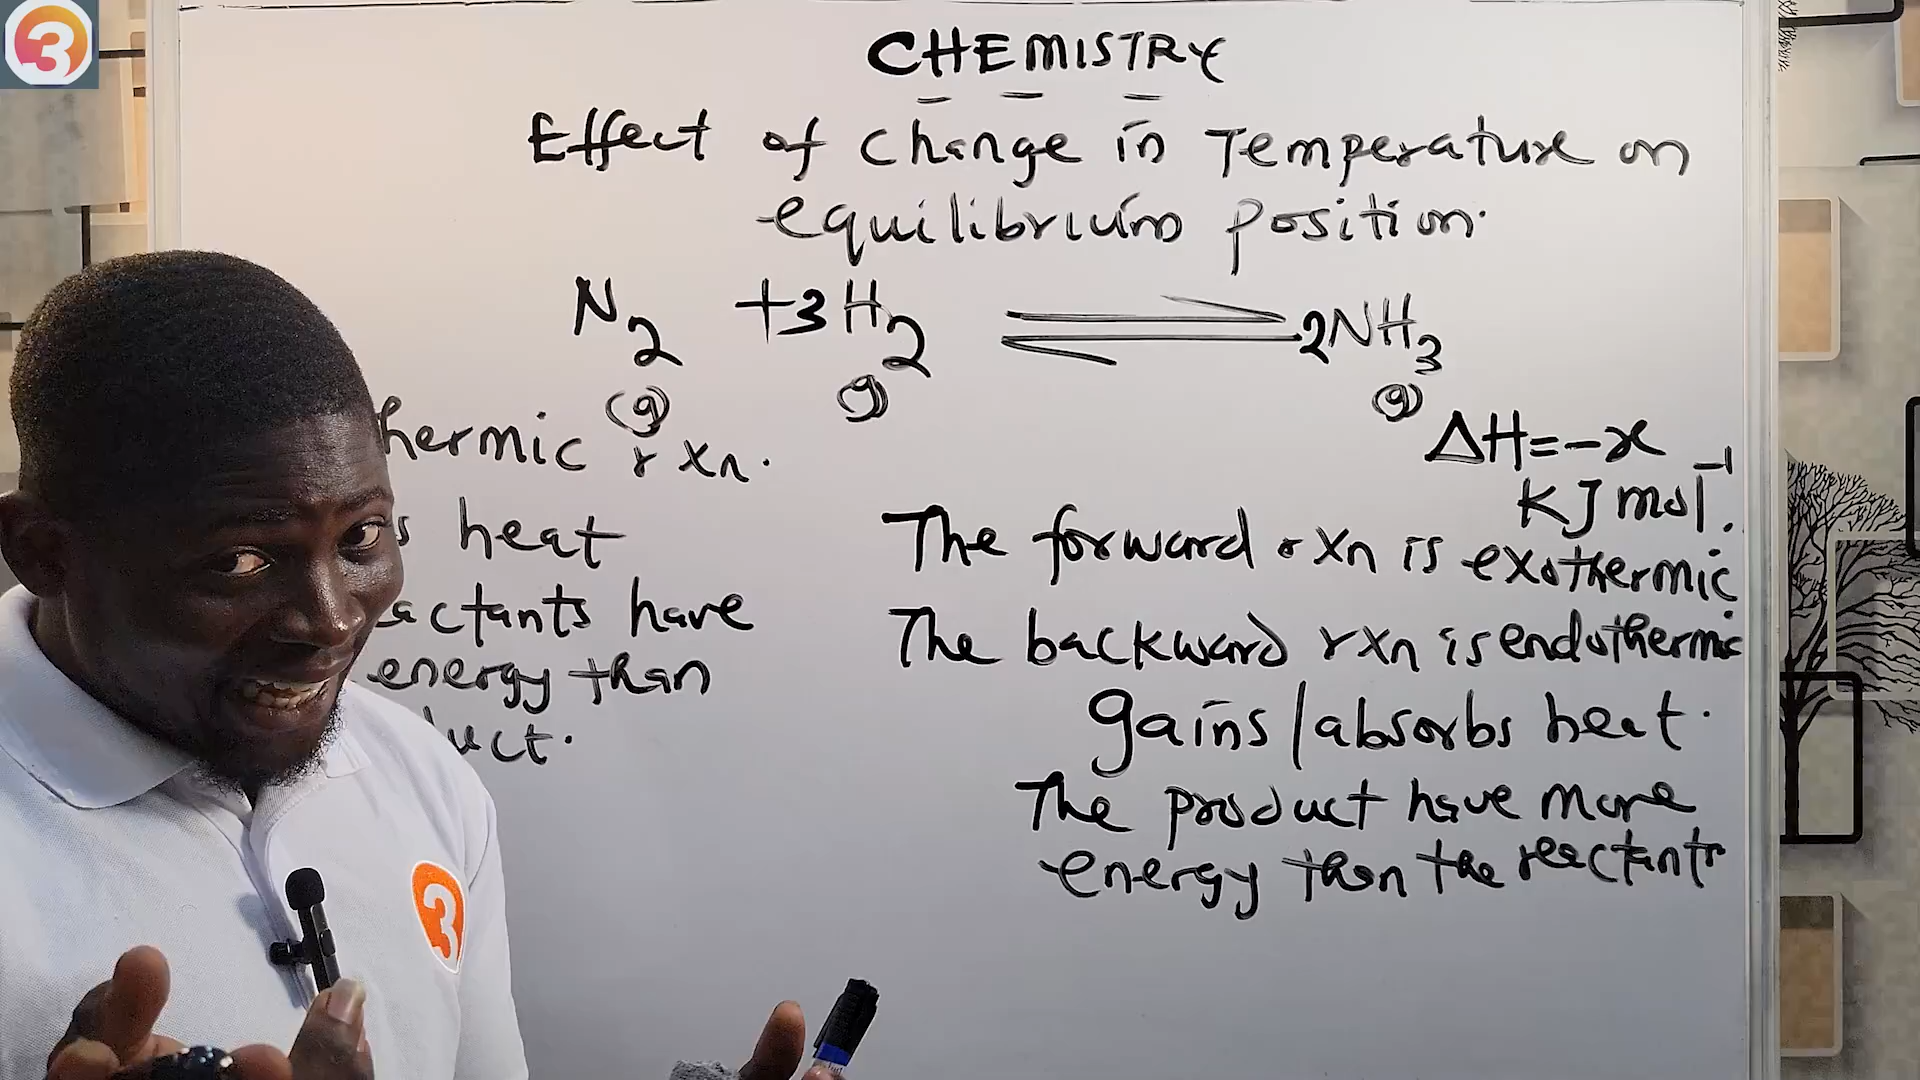 3
CHEMISTRY
Effect of change in Temperature on
equilibrium position.
N2 + 3H2 ⇌ 2NH3
(g) (g) (g)
ΔH = -x
KJ mol⁻¹.
hermic rxn.
s heat
actants have
energy than
uct.
The forward rxn is exothermic
The backward rxn is endothermic
gains/absorbs heat.
The product have more
energy than the reactants
3